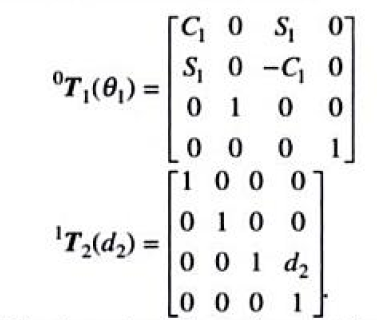 ⁰T₁(θ₁) =
C₁ 0 S₁ 0
S₁ 0 −C₁ 0
0 1 0 0
0 0 0 1
¹T₂(d₂) =
1 0 0 0
0 1 0 0
0 0 1 d₂
0 0 0 1 .